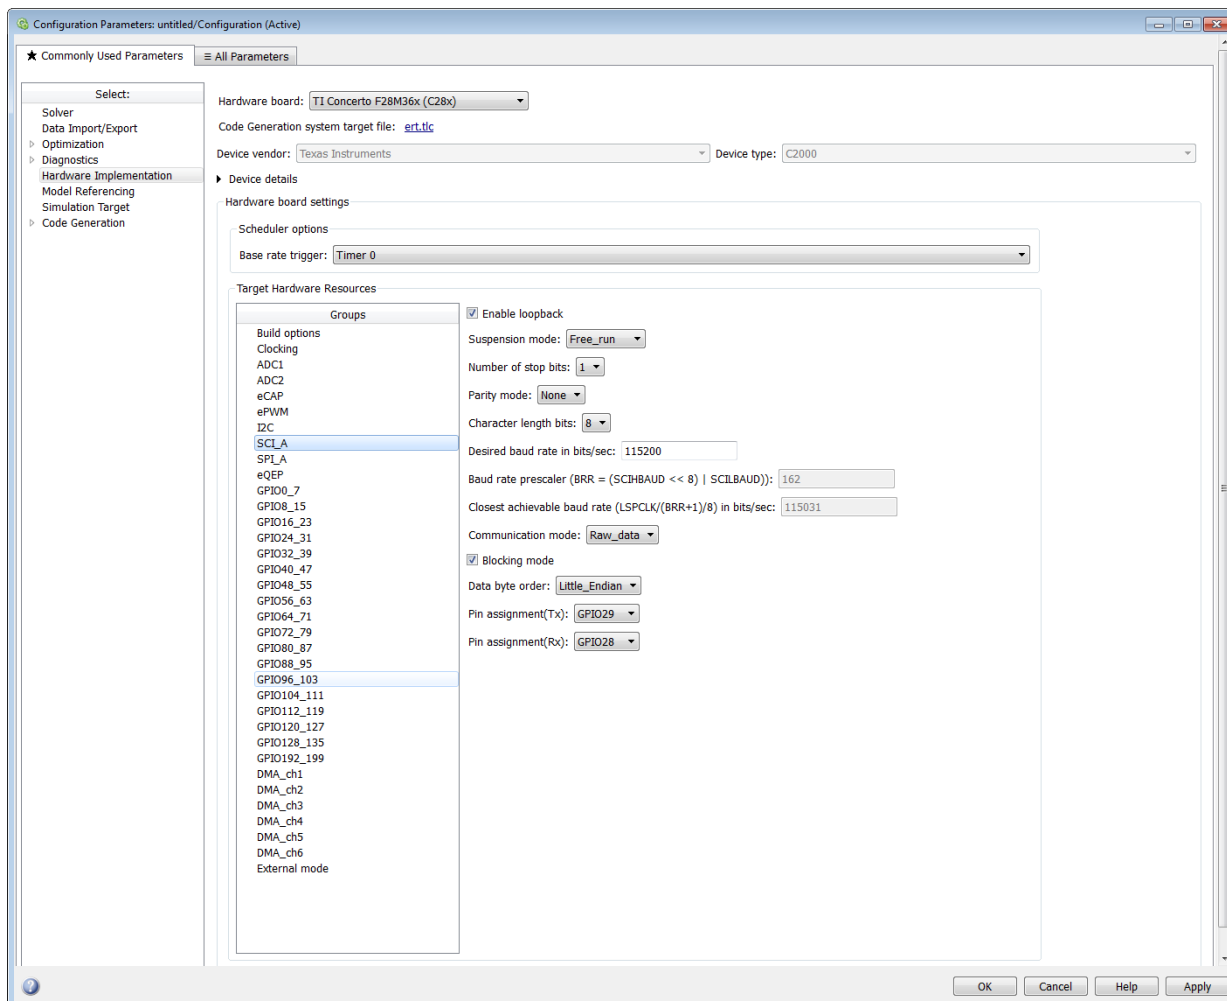 Configuration Parameters: untitled/Configuration (Active)
★ Commonly Used Parameters
≡ All Parameters
Select:
Solver
Data Import/Export
Optimization
Diagnostics
Hardware Implementation
Model Referencing
Simulation Target
Code Generation
Hardware board: TI Concerto F28M36x (C28x)
Code Generation system target file: ert.tlc
Device vendor: Texas Instruments Device type: C2000
Device details
Hardware board settings
Scheduler options
Base rate trigger: Timer 0
Target Hardware Resources
Groups
Build options
Clocking
ADC1
ADC2
eCAP
ePWM
I2C
SCI_A
SPI_A
eQEP
GPIO0_7
GPIO8_15
GPIO16_23
GPIO24_31
GPIO32_39
GPIO40_47
GPIO48_55
GPIO56_63
GPIO64_71
GPIO72_79
GPIO80_87
GPIO88_95
GPIO96_103
GPIO104_111
GPIO112_119
GPIO120_127
GPIO128_135
GPIO192_199
DMA_ch1
DMA_ch2
DMA_ch3
DMA_ch4
DMA_ch5
DMA_ch6
External mode
Enable loopback
Suspension mode: Free_run
Number of stop bits: 1
Parity mode: None
Character length bits: 8
Desired baud rate in bits/sec: 115200
Baud rate prescaler (BRR = (SCIHBAUD << 8) | SCILBAUD)): 162
Closest achievable baud rate (LSPCLK/(BRR+1)/8) in bits/sec: 115031
Communication mode: Raw_data
Blocking mode
Data byte order: Little_Endian
Pin assignment(Tx): GPIO29
Pin assignment(Rx): GPIO28
OK
Cancel
Help
Apply